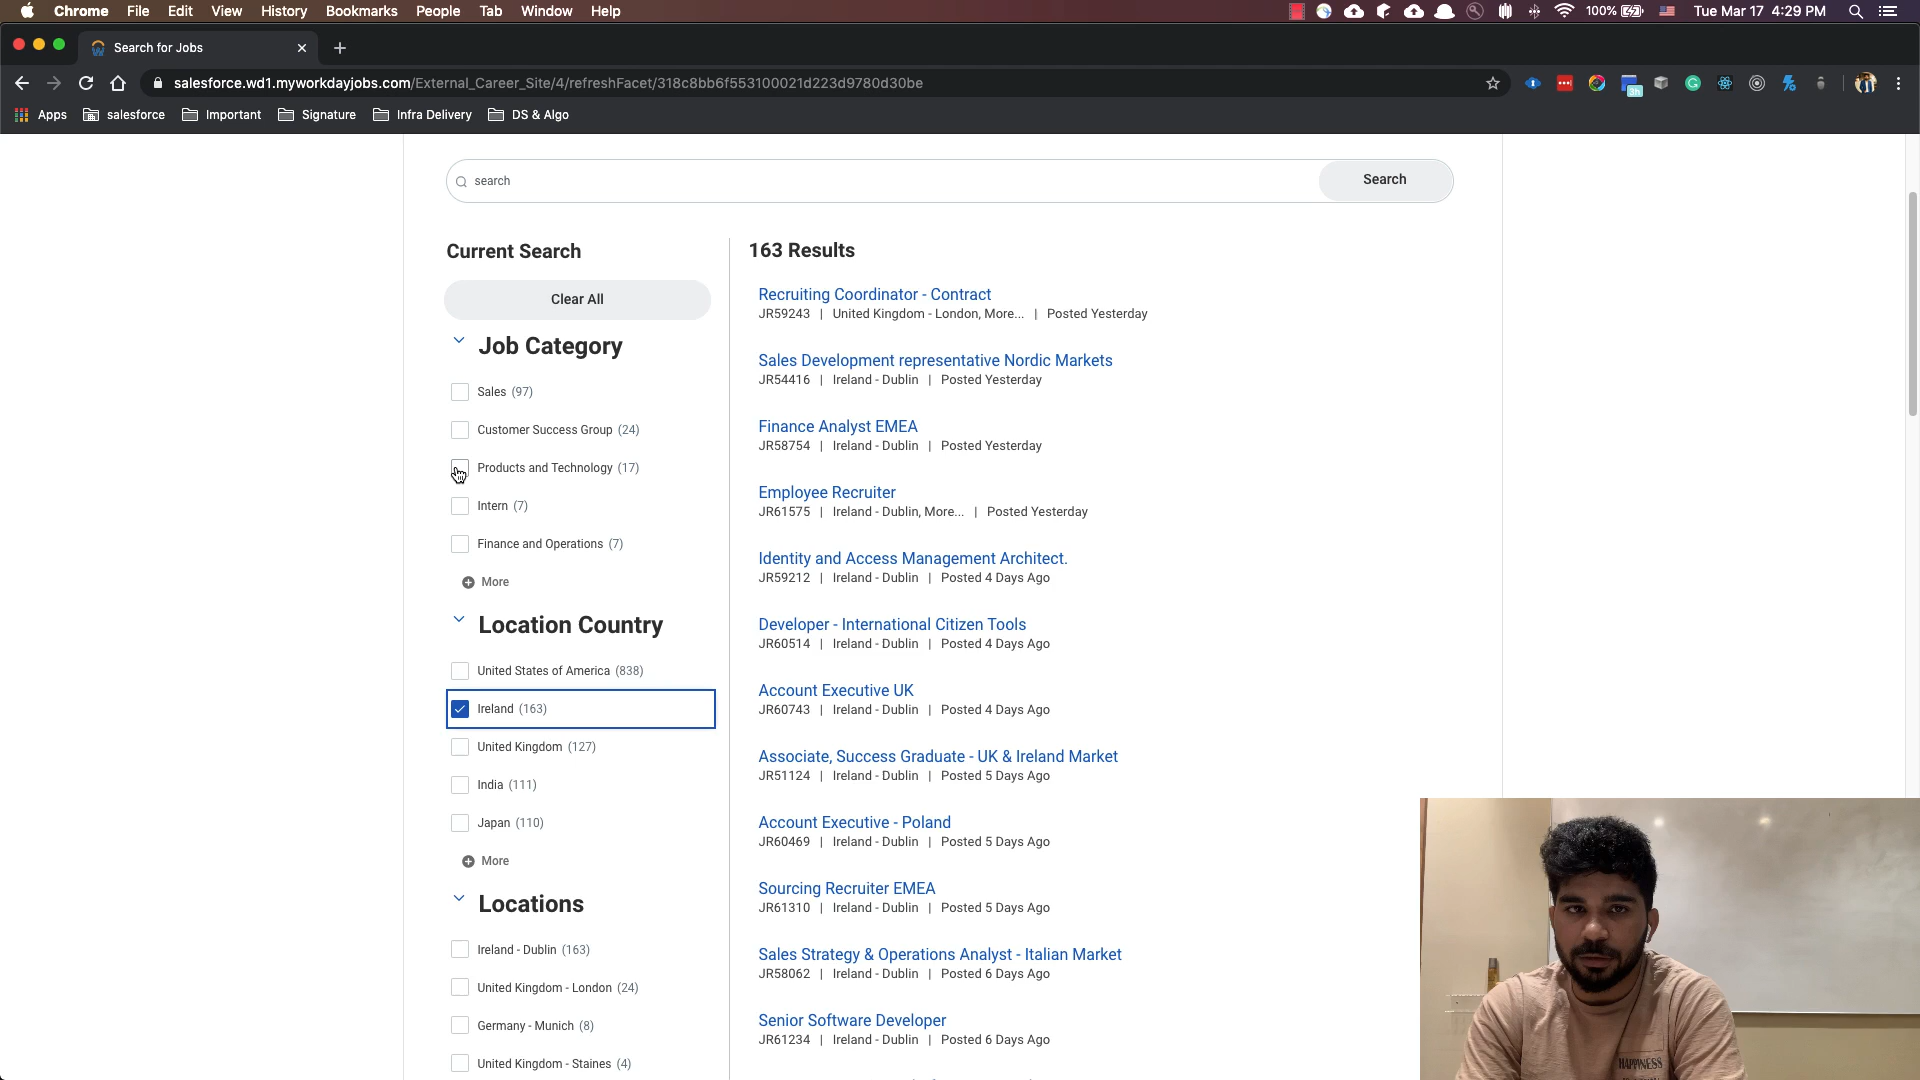 Chrome File Edit View History Bookmarks People Tab Window Help 100% Tue Mar 17 4:29 PM
Search for Jobs
salesforce.wd1.myworkdayjobs.com/External_Career_Site/4/refreshFacet/318c8bb6f553100021d223d9780d30be
3h
Apps salesforce Important Signature Infra Delivery DS & Algo
search Search
Current Search
Clear All
Job Category
Sales (97)
Customer Success Group (24)
Products and Technology (17)
Intern (7)
Finance and Operations (7)
More
Location Country
United States of America (838)
Ireland (163)
United Kingdom (127)
India (111)
Japan (110)
More
Locations
Ireland - Dublin (163)
United Kingdom - London (24)
Germany - Munich (8)
United Kingdom - Staines (4)
163 Results
Recruiting Coordinator - Contract
JR59243 | United Kingdom - London, More... | Posted Yesterday
Sales Development representative Nordic Markets
JR54416 | Ireland - Dublin | Posted Yesterday
Finance Analyst EMEA
JR58754 | Ireland - Dublin | Posted Yesterday
Employee Recruiter
JR61575 | Ireland - Dublin, More... | Posted Yesterday
Identity and Access Management Architect.
JR59212 | Ireland - Dublin | Posted 4 Days Ago
Developer - International Citizen Tools
JR60514 | Ireland - Dublin | Posted 4 Days Ago
Account Executive UK
JR60743 | Ireland - Dublin | Posted 4 Days Ago
Associate, Success Graduate - UK & Ireland Market
JR51124 | Ireland - Dublin | Posted 5 Days Ago
Account Executive - Poland
JR60469 | Ireland - Dublin | Posted 5 Days Ago
Sourcing Recruiter EMEA
JR61310 | Ireland - Dublin | Posted 5 Days Ago
Sales Strategy & Operations Analyst - Italian Market
JR58062 | Ireland - Dublin | Posted 6 Days Ago
Senior Software Developer
JR61234 | Ireland - Dublin | Posted 6 Days Ago
HAPPINESS